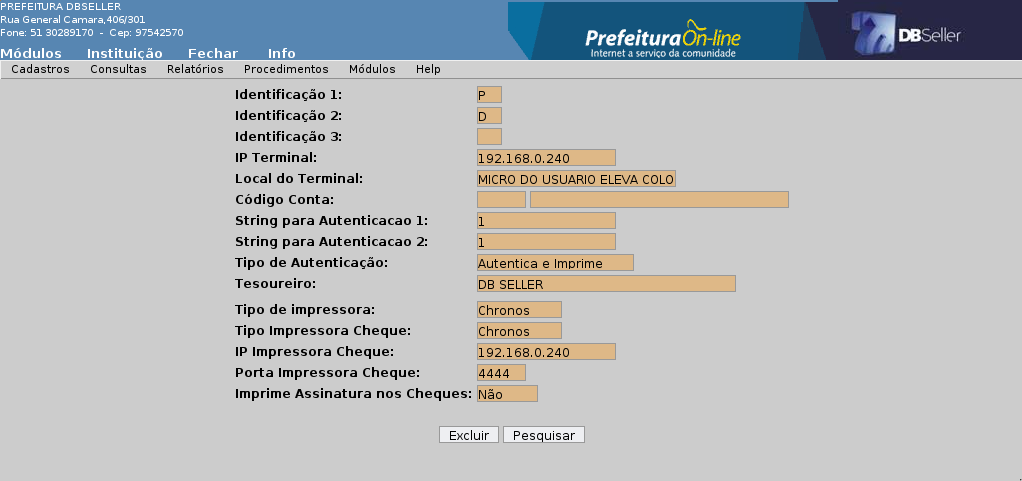 PREFEITURA DBSELLER
Rua General Camara,406/301
Fone: 51 30289170 - Cep: 97542570
Módulos Instituição Fechar Info
Prefeitura On-line
Internet a serviço da comunidade
DBSeller
Cadastros Consultas Relatórios Procedimentos Módulos Help
Identificação 1: P
Identificação 2: D
Identificação 3:
IP Terminal: 192.168.0.240
Local do Terminal: MICRO DO USUARIO ELEVA COLO
Código Conta:
String para Autenticacao 1: 1
String para Autenticacao 2: 1
Tipo de Autenticação: Autentica e Imprime
Tesoureiro: DB SELLER
Tipo de impressora: Chronos
Tipo Impressora Cheque: Chronos
IP Impressora Cheque: 192.168.0.240
Porta Impressora Cheque: 4444
Imprime Assinatura nos Cheques: Não
Excluir Pesquisar